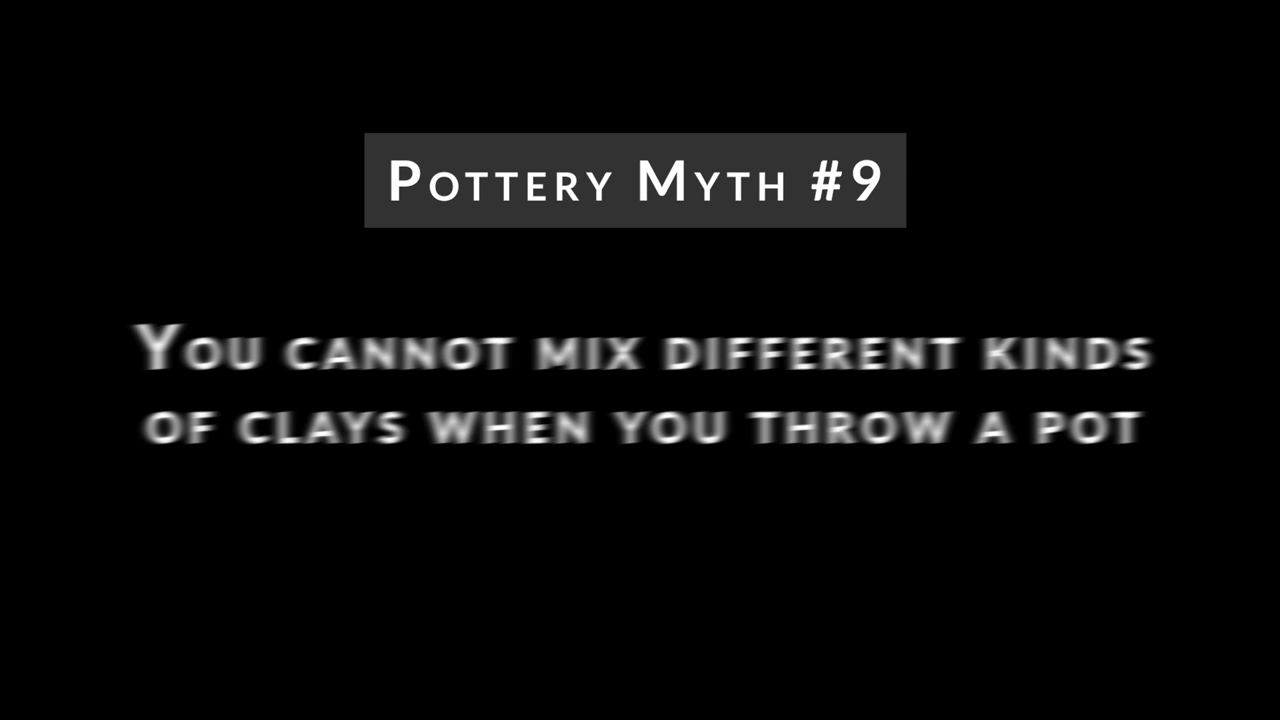 Pottery Myth #9
You cannot mix different kinds
of clays when you throw a pot